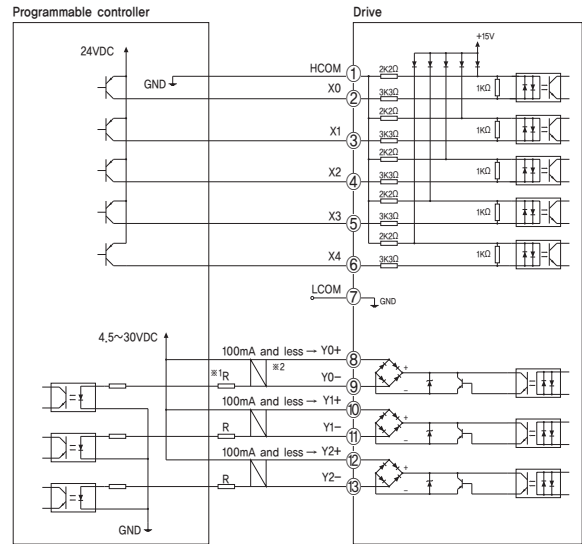 Programmable controller
Drive
+15V
24VDC
HCOM
GND
1
2K2Ω
X0
2
3K3Ω
1KΩ
2K2Ω
X1
3
3K3Ω
1KΩ
2K2Ω
X2
4
3K3Ω
1KΩ
2K2Ω
X3
5
3K3Ω
1KΩ
2K2Ω
X4
6
3K3Ω
1KΩ
LCOM
7
GND
4,5~30VDC
100mA and less → Y0+
8
※1 R
※2
Y0-
9
+
-
100mA and less → Y1+
10
R
Y1-
11
+
-
100mA and less → Y2+
12
R
Y2-
13
+
-
GND